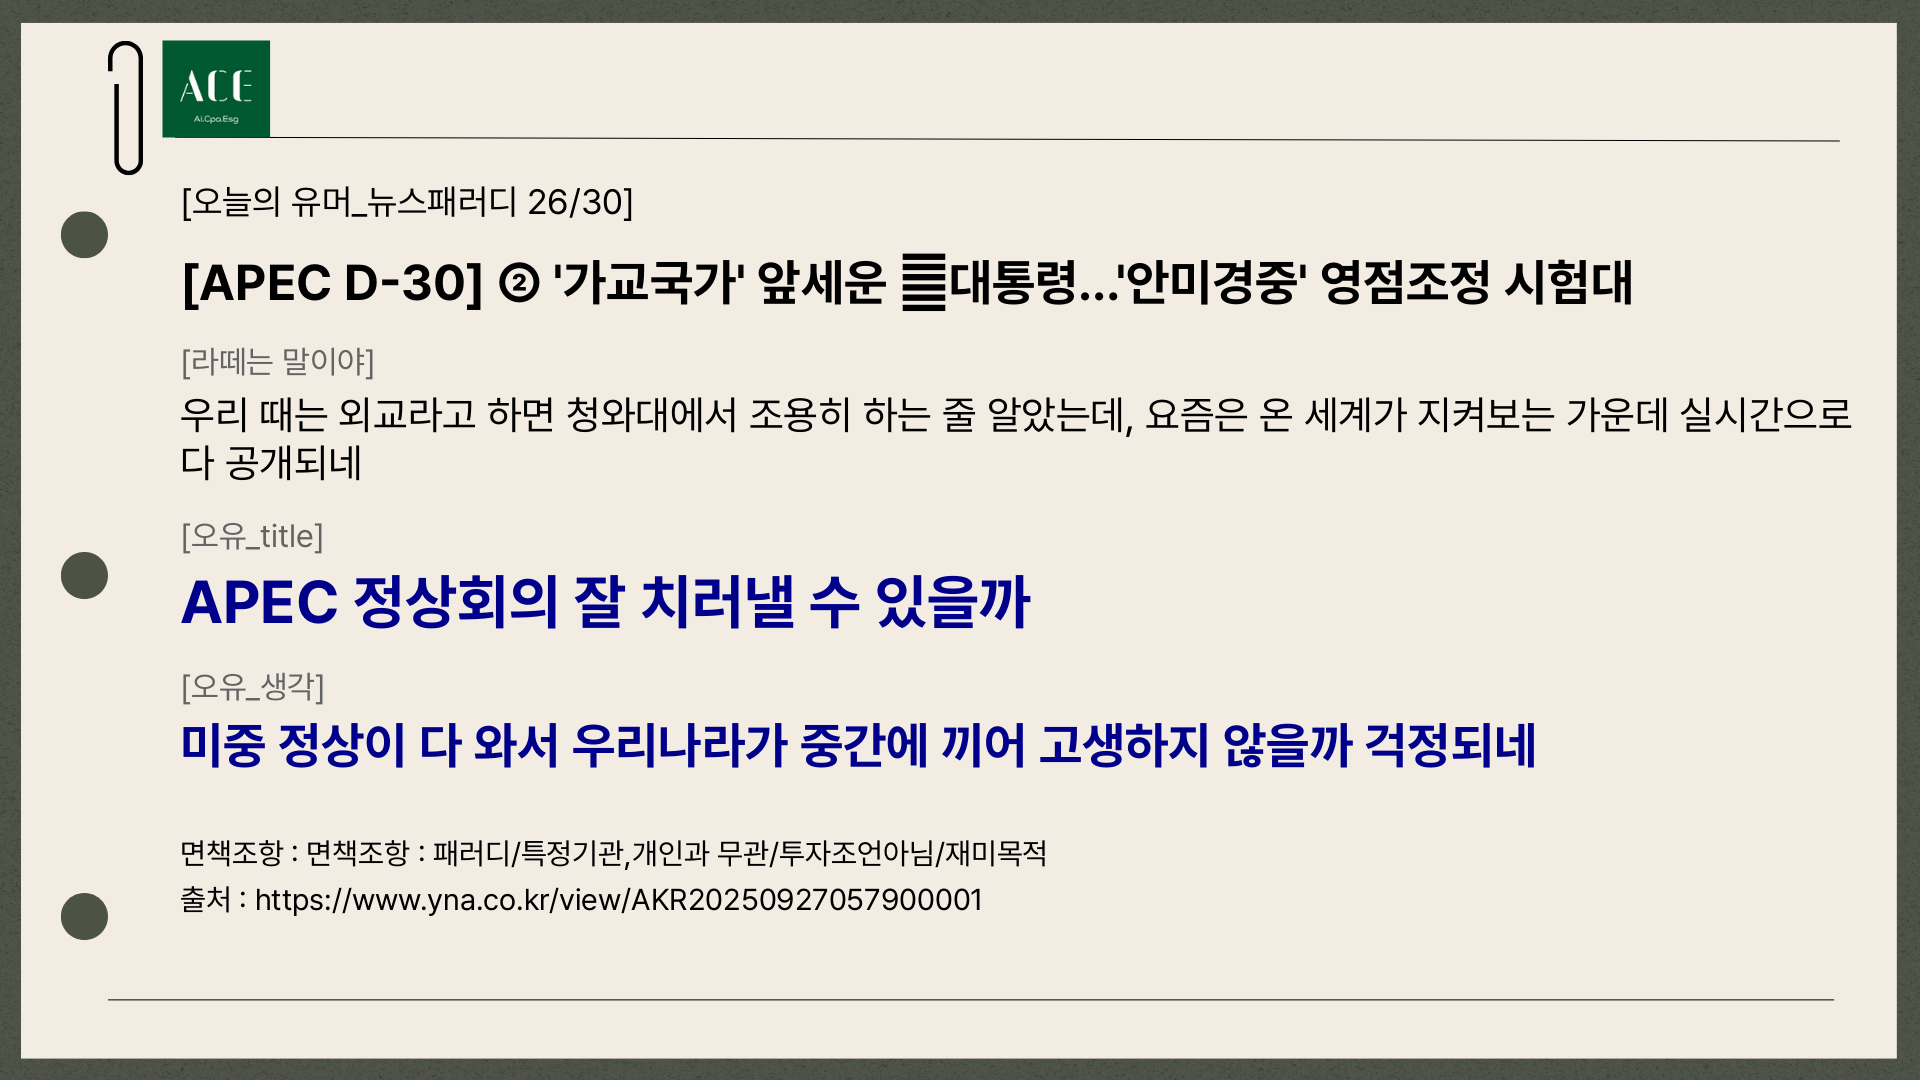 ACE
Ai.Cpa.Esg
[오늘의 유머_뉴스패러디 26/30]
[APEC D-30] ② '가교국가' 앞세운 대통령...'안미경중' 영점조정 시험대
[라떼는 말이야]
우리 때는 외교라고 하면 청와대에서 조용히 하는 줄 알았는데, 요즘은 온 세계가 지켜보는 가운데 실시간으로
다 공개되네
[오유_title]
APEC 정상회의 잘 치러낼 수 있을까
[오유_생각]
미중 정상이 다 와서 우리나라가 중간에 끼어 고생하지 않을까 걱정되네
면책조항 : 면책조항 : 패러디/특정기관,개인과 무관/투자조언아님/재미목적
출처 : https://www.yna.co.kr/view/AKR20250927057900001